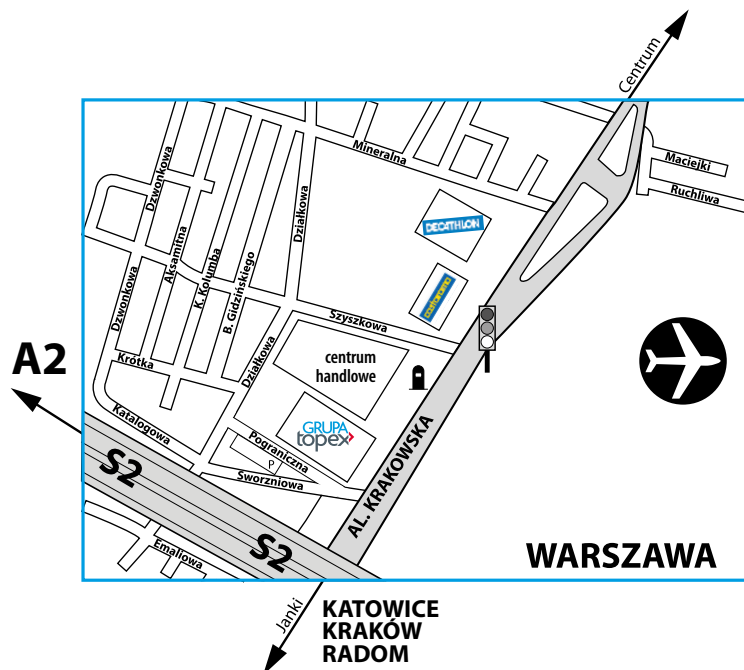 Centrum
Mineralna
Maciejki
Ruchliwa
Dzwonkowa
Działkowa
DECATHLON
Aksamitna
K. Kolumba
B. Gidzińskiego
Dzwonkowa
conforama
Szyszkowa
A2
Krótka
Działkowa
centrum
handlowe
Katalogowa
GRUPA
topex
Pograniczna
P
Sworzniowa
AL. KRAKOWSKA
S2
S2
Emaliowa
WARSZAWA
Janki
KATOWICE
KRAKÓW
RADOM